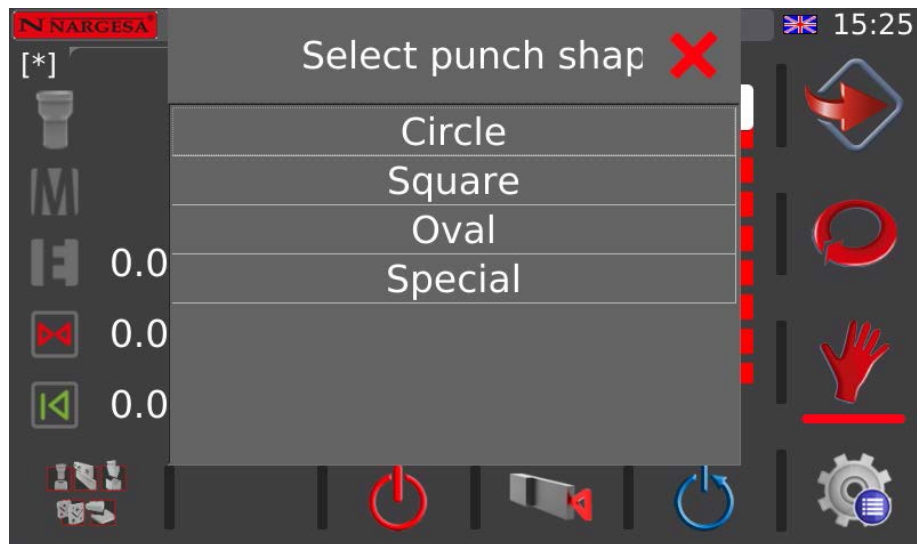 NARGESA
15:25
[*]
Select punch shap
Circle
Square
Oval
Special
0.0
0.0
0.0